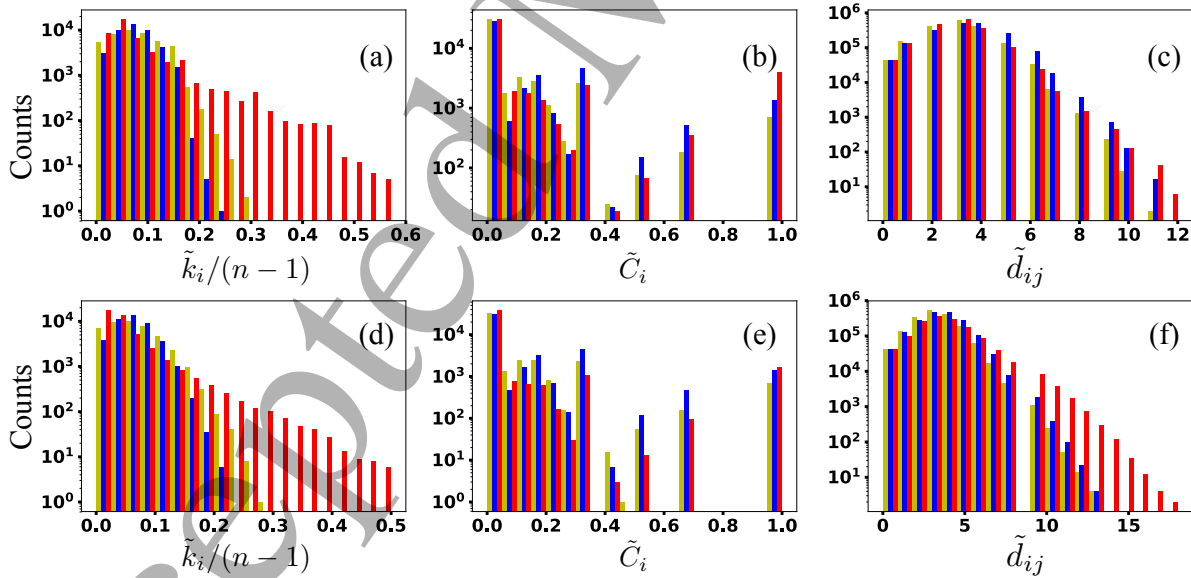 10⁴
10³
10²
10¹
10⁰
Counts
(a)
0.0 0.1 0.2 0.3 0.4 0.5 0.6
k̃ᵢ/(n − 1)
10⁴
10³
10²
(b)
0.0 0.2 0.4 0.6 0.8 1.0
C̃ᵢ
10⁶
10⁵
10⁴
10³
10²
10¹
(c)
0 2 4 6 8 10 12
d̃ᵢⱼ
10⁴
10³
10²
10¹
10⁰
Counts
(d)
0.0 0.1 0.2 0.3 0.4 0.5
k̃ᵢ/(n − 1)
10⁴
10³
10²
10¹
10⁰
(e)
0.0 0.2 0.4 0.6 0.8 1.0
C̃ᵢ
10⁶
10⁵
10⁴
10³
10²
10¹
(f)
0 5 10 15
d̃ᵢⱼ
epted M